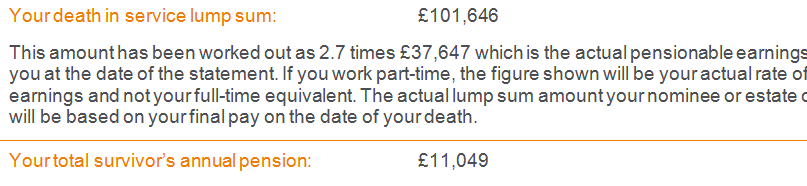 Your death in service lump sum: £101,646
This amount has been worked out as 2.7 times £37,647 which is the actual pensionable earnings
you at the date of the statement. If you work part-time, the figure shown will be your actual rate of
earnings and not your full-time equivalent. The actual lump sum amount your nominee or estate
will be based on your final pay on the date of your death.
Your total survivor's annual pension: £11,049